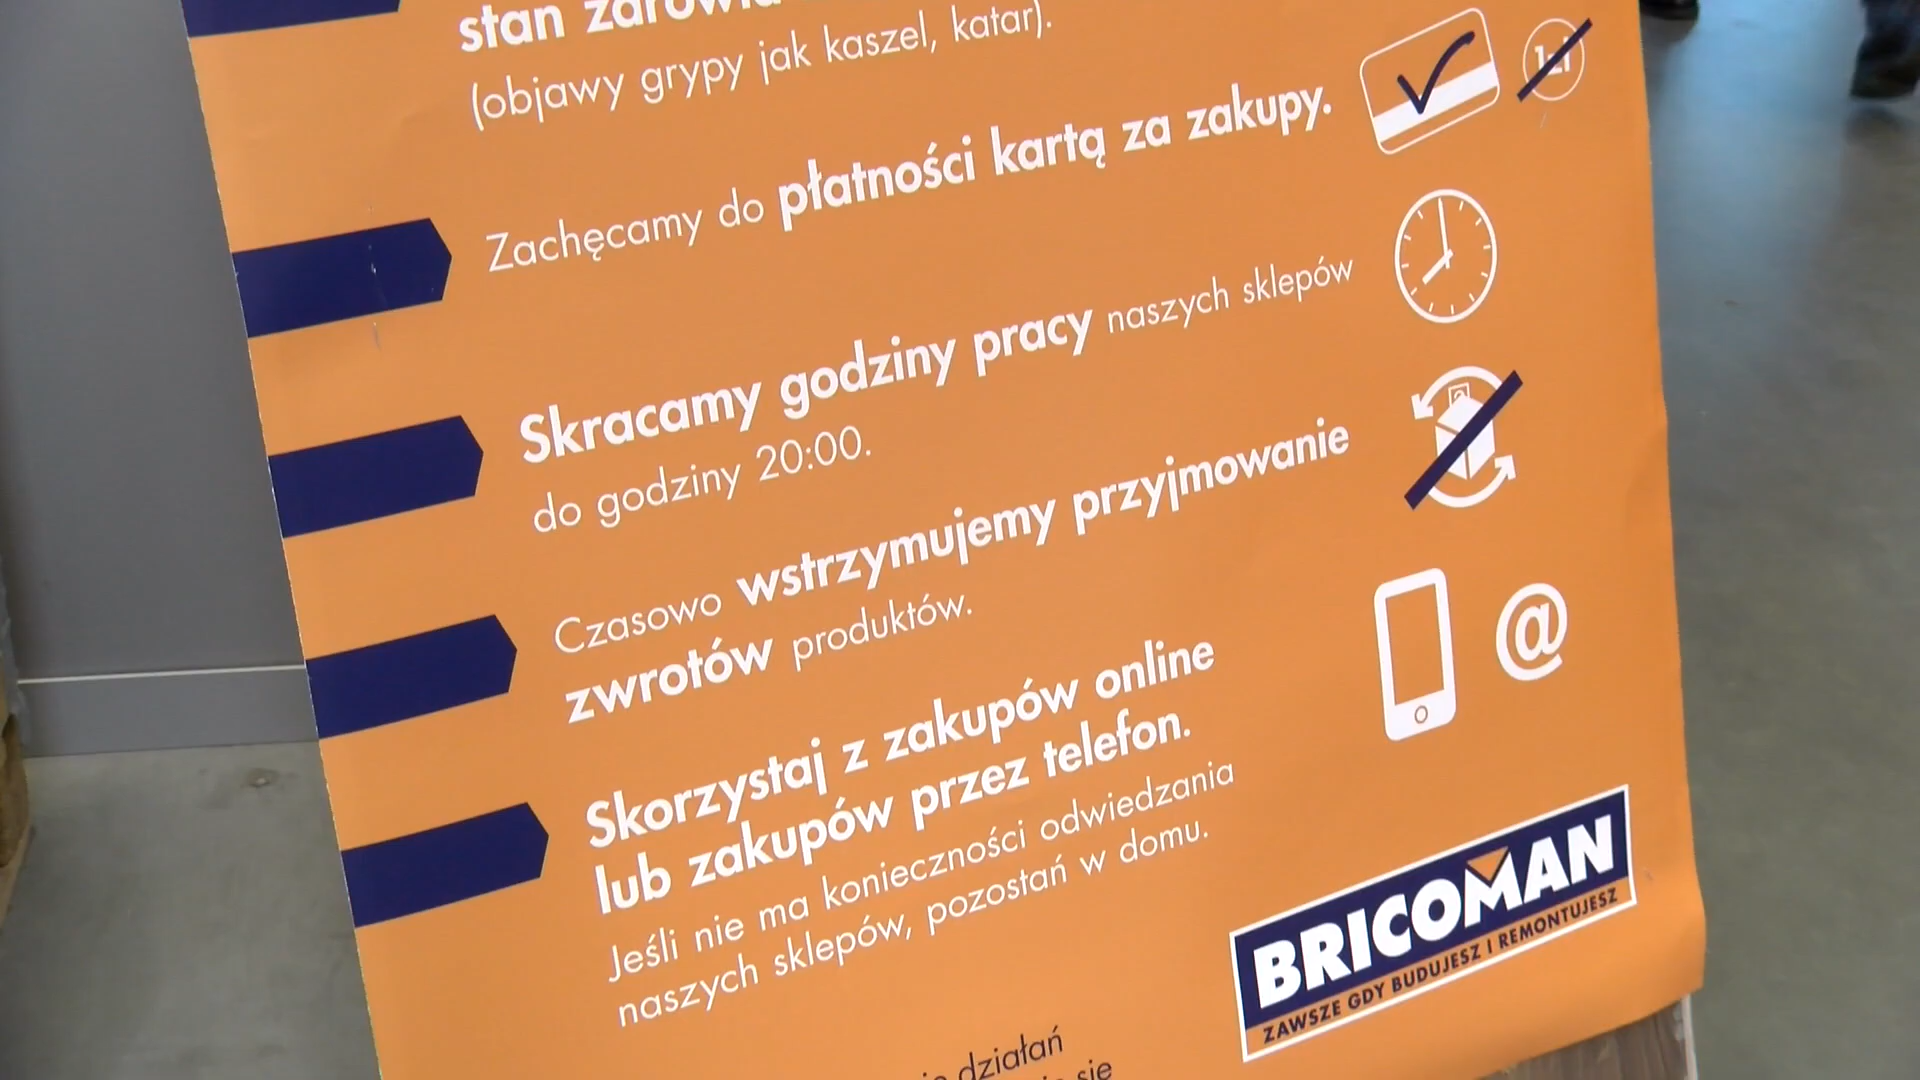 stan
(objawy grypy jak kaszel, katar).
Zachęcamy do płatności kartą za zakupy.
Skracamy godziny pracy naszych sklepów
do godziny 20:00.
Czasowo wstrzymujemy przyjmowanie
zwrotów produktów.
Skorzystaj z zakupów online
lub zakupów przez telefon.
Jeśli nie ma konieczności odwiedzania
naszych sklepów, pozostań w domu.
@
BRICOMAN
ZAWSZE GDY BUDUJESZ I REMONTUJESZ
działań
się